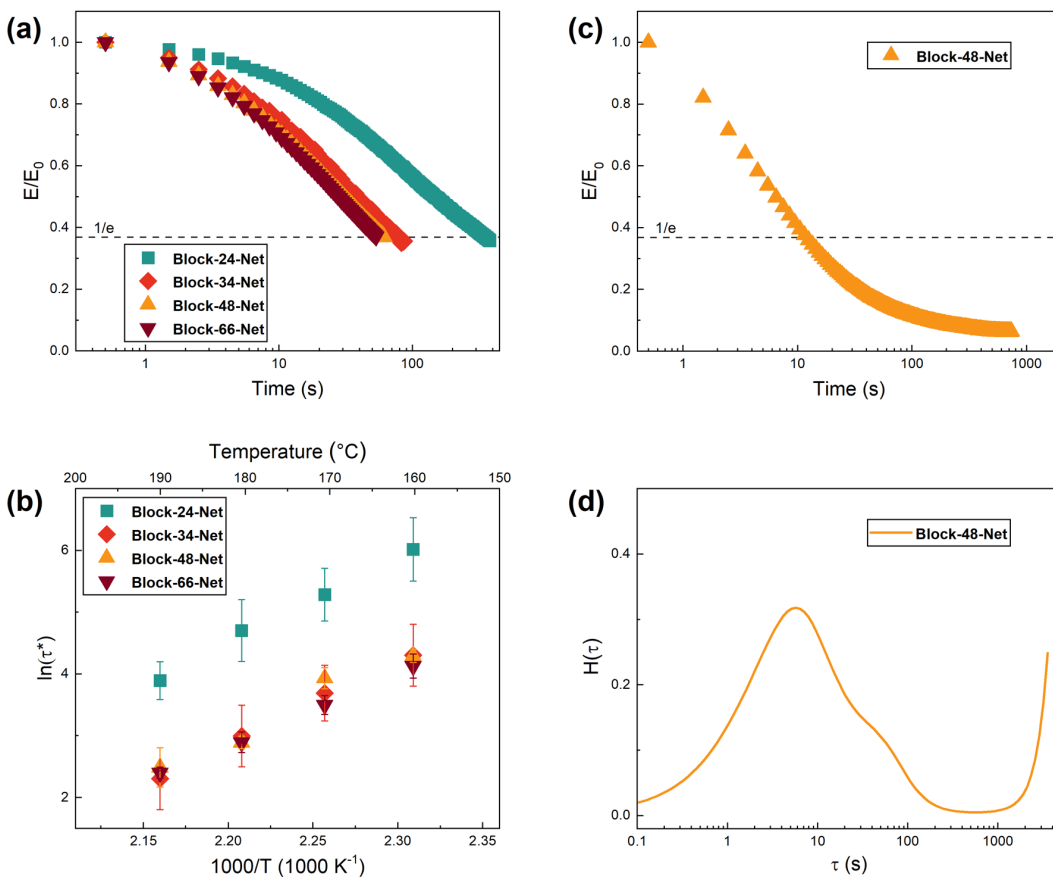 (a)
E/E₀
1.0
0.8
0.6
0.4
0.2
0.0
1/e
Block-24-Net
Block-34-Net
Block-48-Net
Block-66-Net
1
10
100
Time (s)
(c)
E/E₀
1.0
0.8
0.6
0.4
0.2
0.0
1/e
Block-48-Net
1
10
100
1000
Time (s)
(b)
Temperature (°C)
200
190
180
170
160
150
Block-24-Net
Block-34-Net
Block-48-Net
Block-66-Net
ln(τ*)
6
4
2
2.15
2.20
2.25
2.30
2.35
1000/T (1000 K⁻¹)
(d)
Block-48-Net
H(τ)
0.4
0.2
0.0
0.1
1
10
100
1000
τ (s)